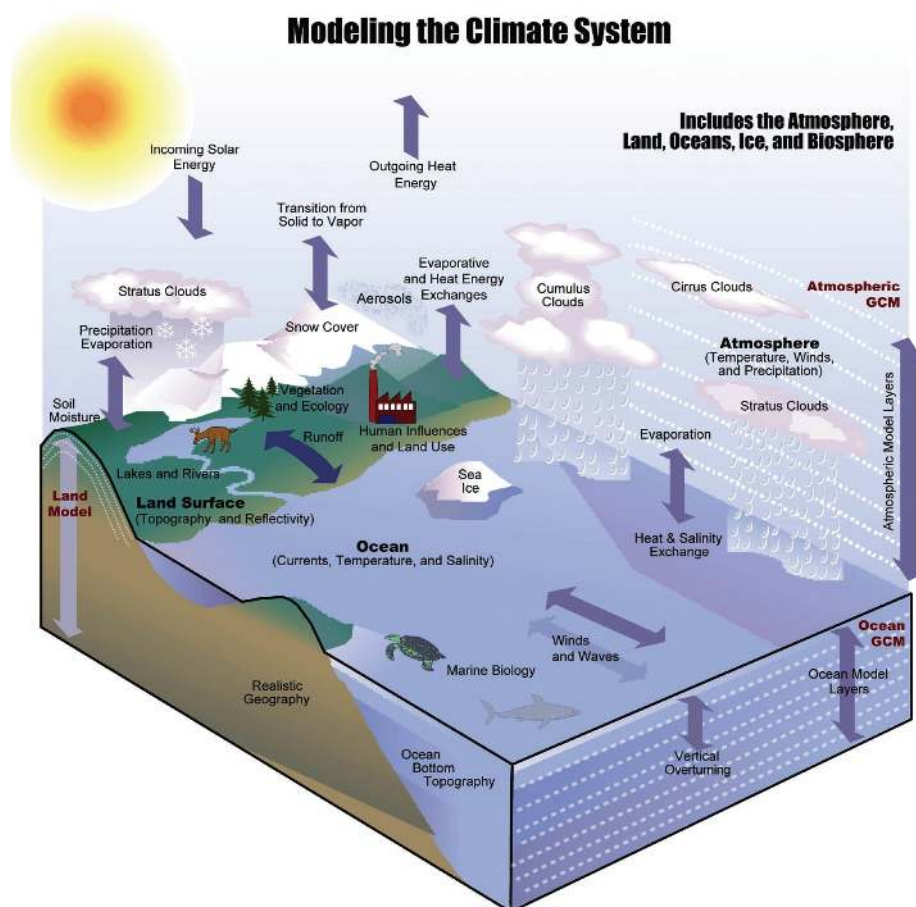 Modeling the Climate System
Includes the Atmosphere,
Land, Oceans, Ice, and Biosphere
Incoming Solar
Energy
Outgoing Heat
Energy
Transition from
Solid to Vapor
Evaporative
and Heat Energy
Exchanges
Stratus Clouds
Aerosols
Cumulus
Clouds
Cirrus Clouds
Atmospheric
GCM
Precipitation
Evaporation
Snow Cover
Atmosphere
(Temperature, Winds,
and Precipitation)
Vegetation
and Ecology
Soil
Moisture
Stratus Clouds
Human Influences
and Land Use
Runoff
Evaporation
Atmospheric Model Layers
Lakes and Rivers
Sea
Ice
Land
Model
Land Surface
(Topography and Reflectivity)
Heat & Salinity
Exchange
Ocean
(Currents, Temperature, and Salinity)
Ocean
GCM
Winds
and Waves
Marine Biology
Ocean Model
Layers
Realistic
Geography
Ocean
Bottom
Topography
Vertical
Overturning